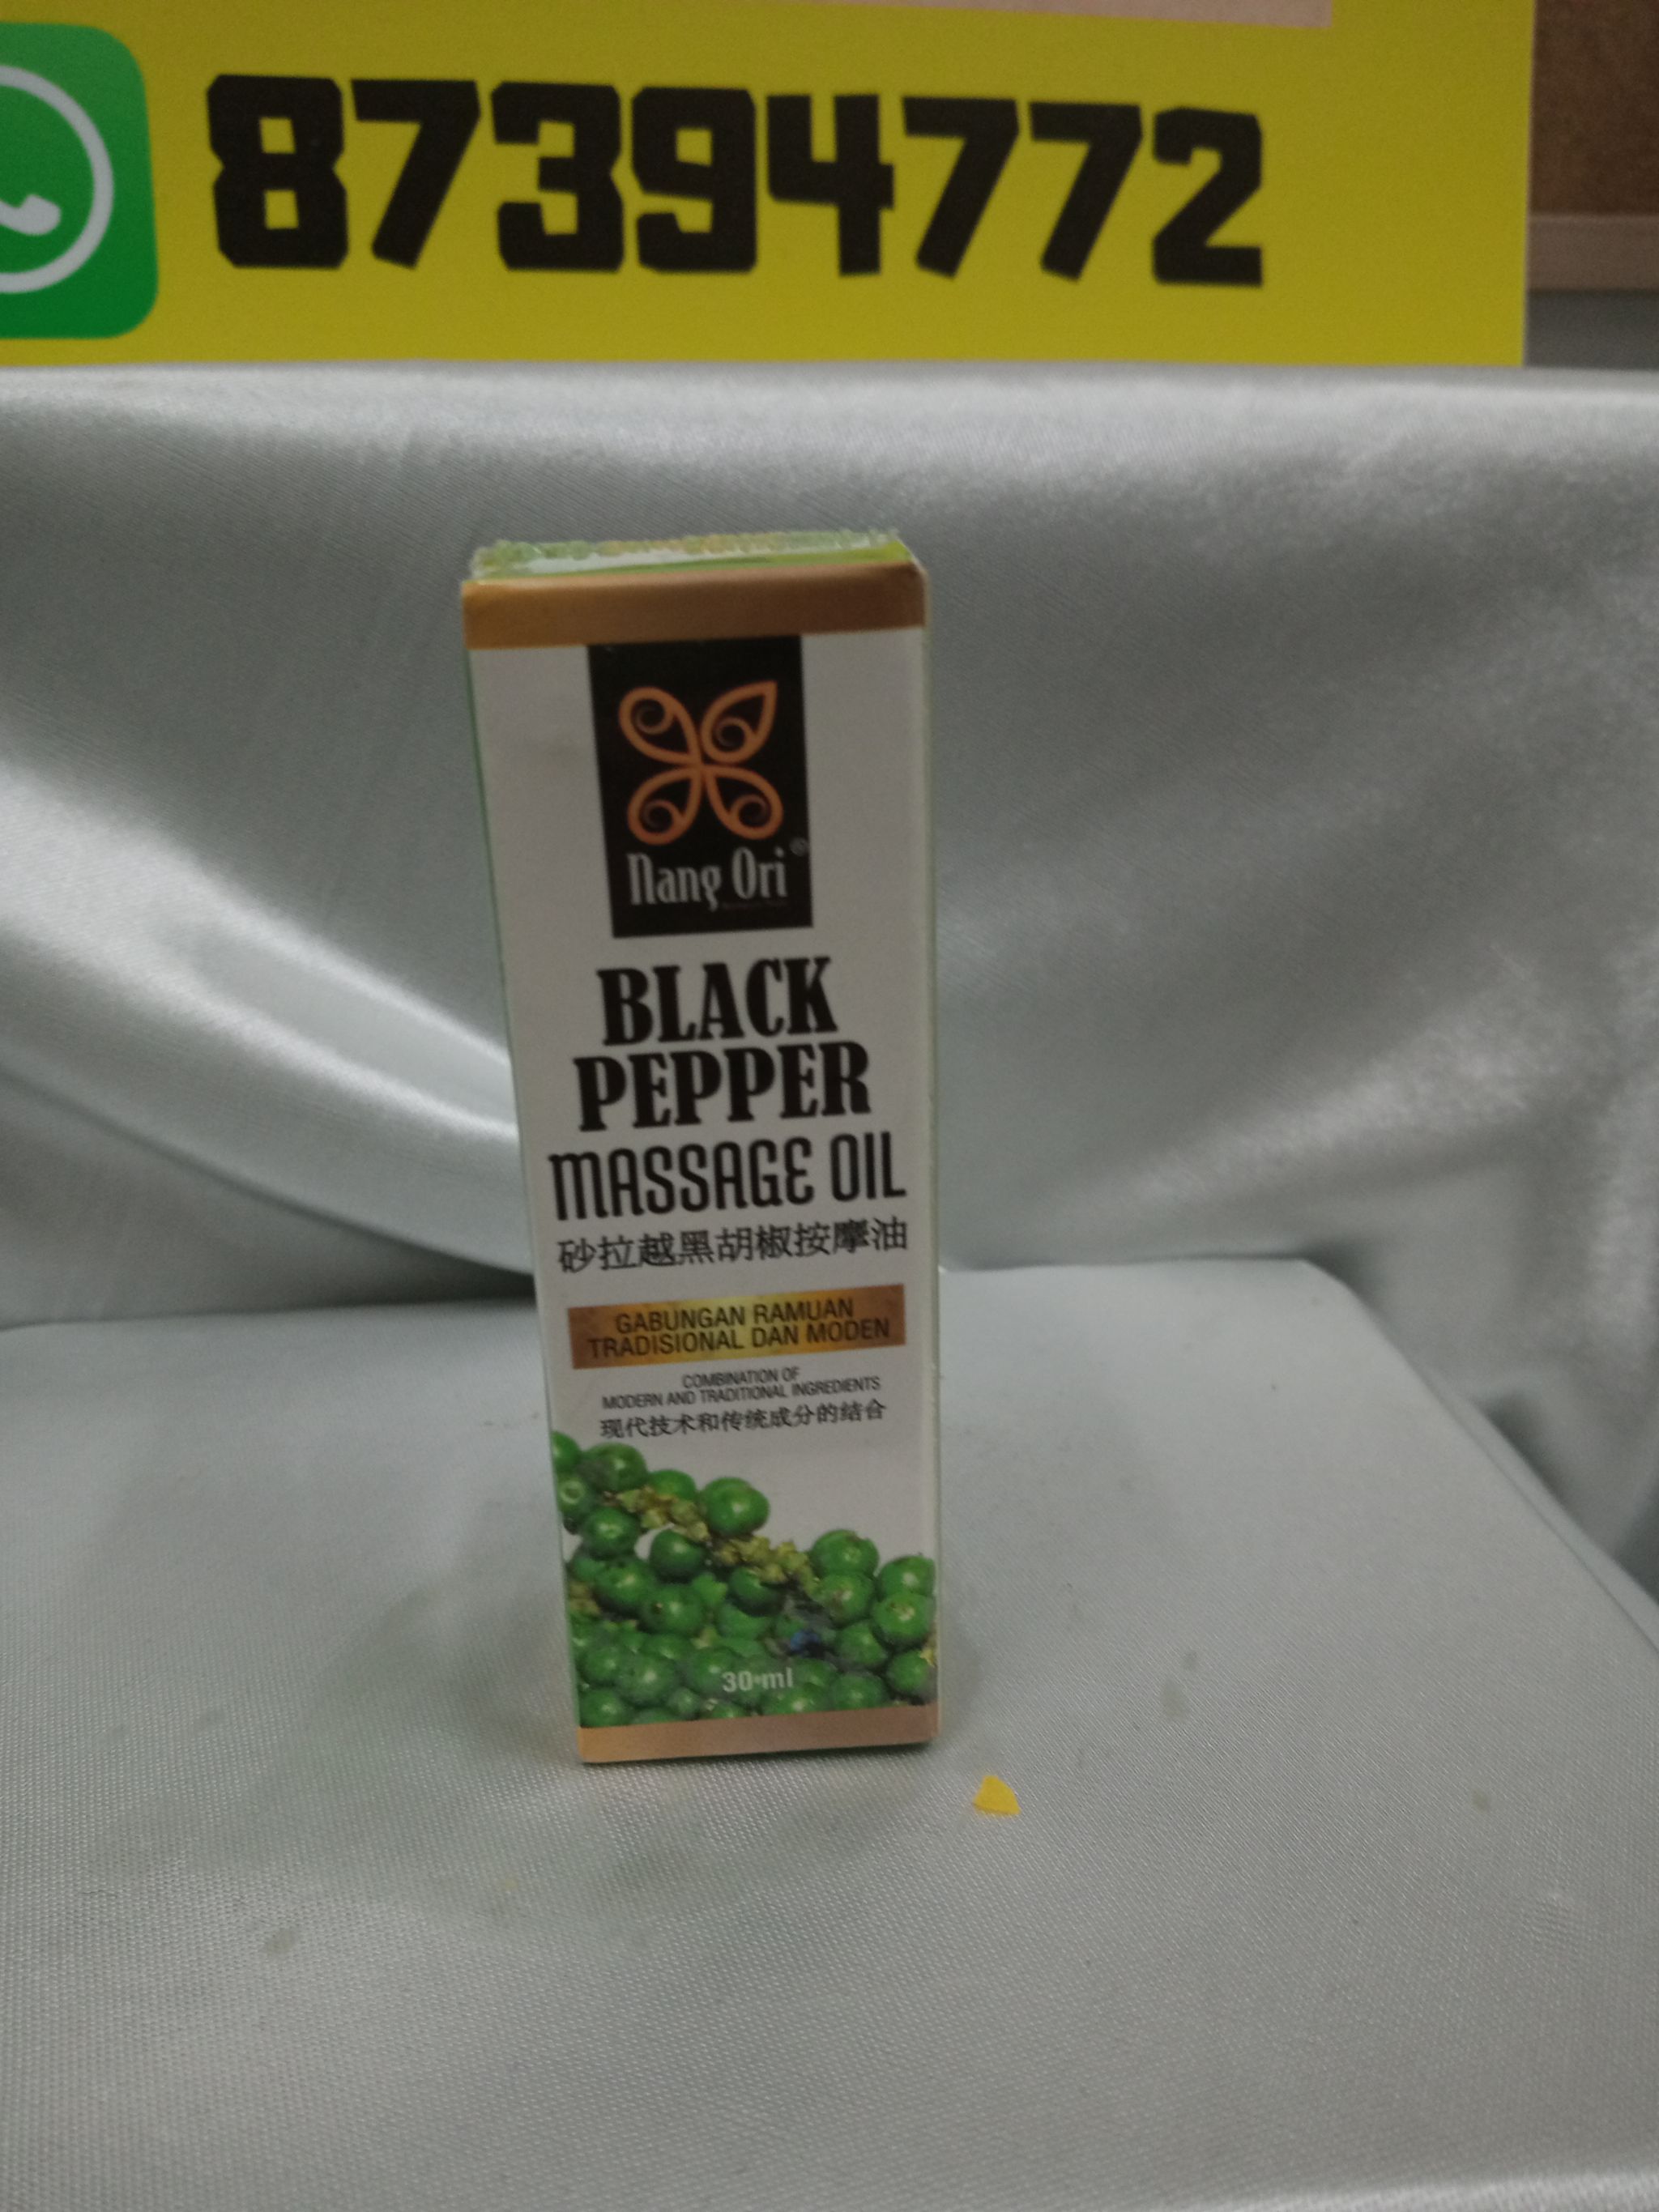 87394772
Nang Ori®
BLACK
PEPPER
MASSAGE OIL
砂拉越黑胡椒按摩油
GABUNGAN RAMUAN
TRADISIONAL DAN MODEN
COMBINATION OF
MODERN AND TRADITIONAL INGREDIENTS
现代技术和传统成分的结合
30 ml